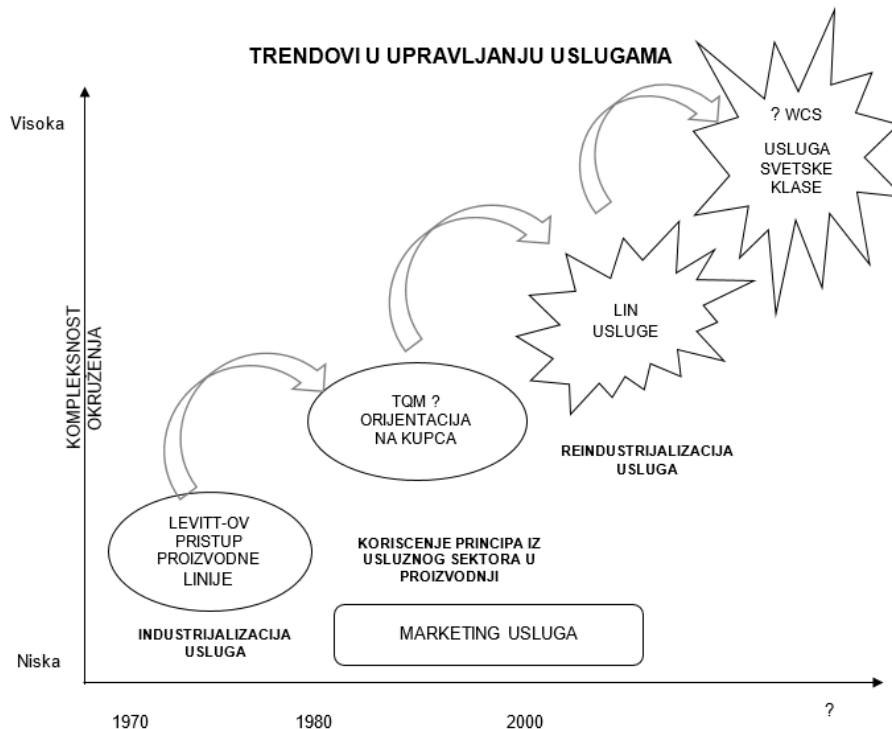 TRENDOVI U UPRAVLJANJU USLUGAMA
Visoka
? WCS
USLUGA
SVETSKE
KLASE
KOMPLEKSNOST
OKRUŽENJA
LIN
USLUGE
TQM ?
ORIJENTACIJA
NA KUPCA
REINDUSTRIJALIZACIJA
USLUGA
LEVITT-OV
PRISTUP
PROIZVODNE
LINIJE
KORISCENJE PRINCIPA IZ
USLUZNOG SEKTORA U
PROIZVODNJI
INDUSTRIJALIZACIJA
USLUGA
MARKETING USLUGA
Niska
1970
1980
2000
?